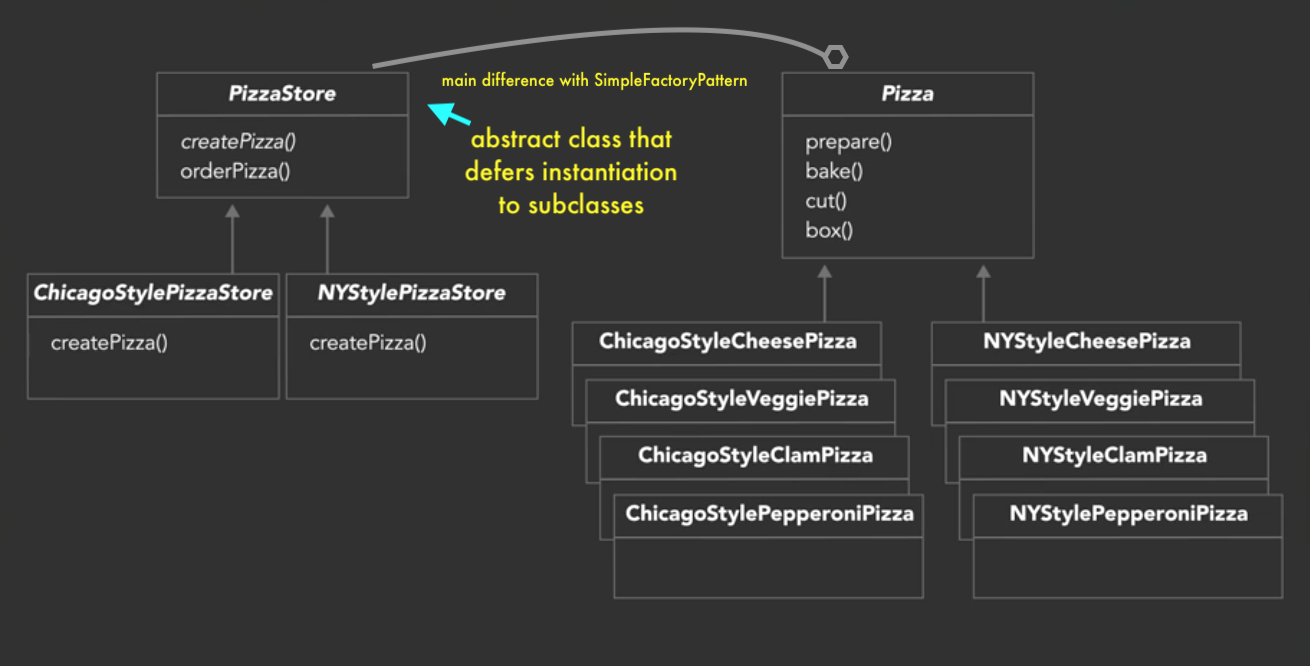 PizzaStore
createPizza()
orderPizza()
main difference with SimpleFactoryPattern
abstract class that
defers instantiation
to subclasses
Pizza
prepare()
bake()
cut()
box()
ChicagoStylePizzaStore
createPizza()
NYStylePizzaStore
createPizza()
ChicagoStyleCheesePizza
ChicagoStyleVeggiePizza
ChicagoStyleClamPizza
ChicagoStylePepperoniPizza
NYStyleCheesePizza
NYStyleVeggiePizza
NYStyleClamPizza
NYStylePepperoniPizza